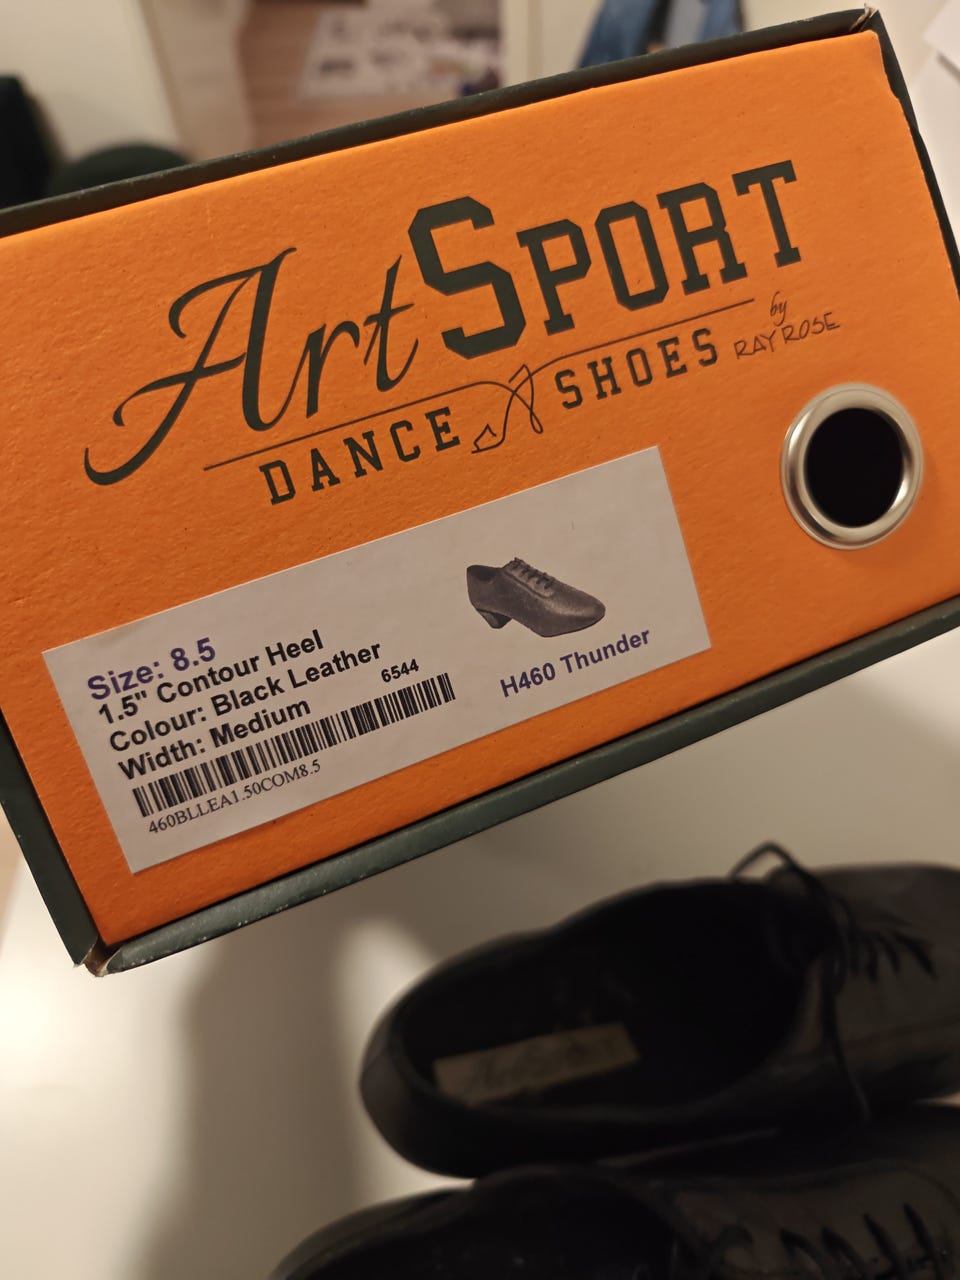 ArtSport
DANCE SHOES
by
RAY ROSE
Size: 8.5
1.5" Contour Heel
Colour: Black Leather
Width: Medium
6544
460BLLEA1.50COM8.5
H460 Thunder